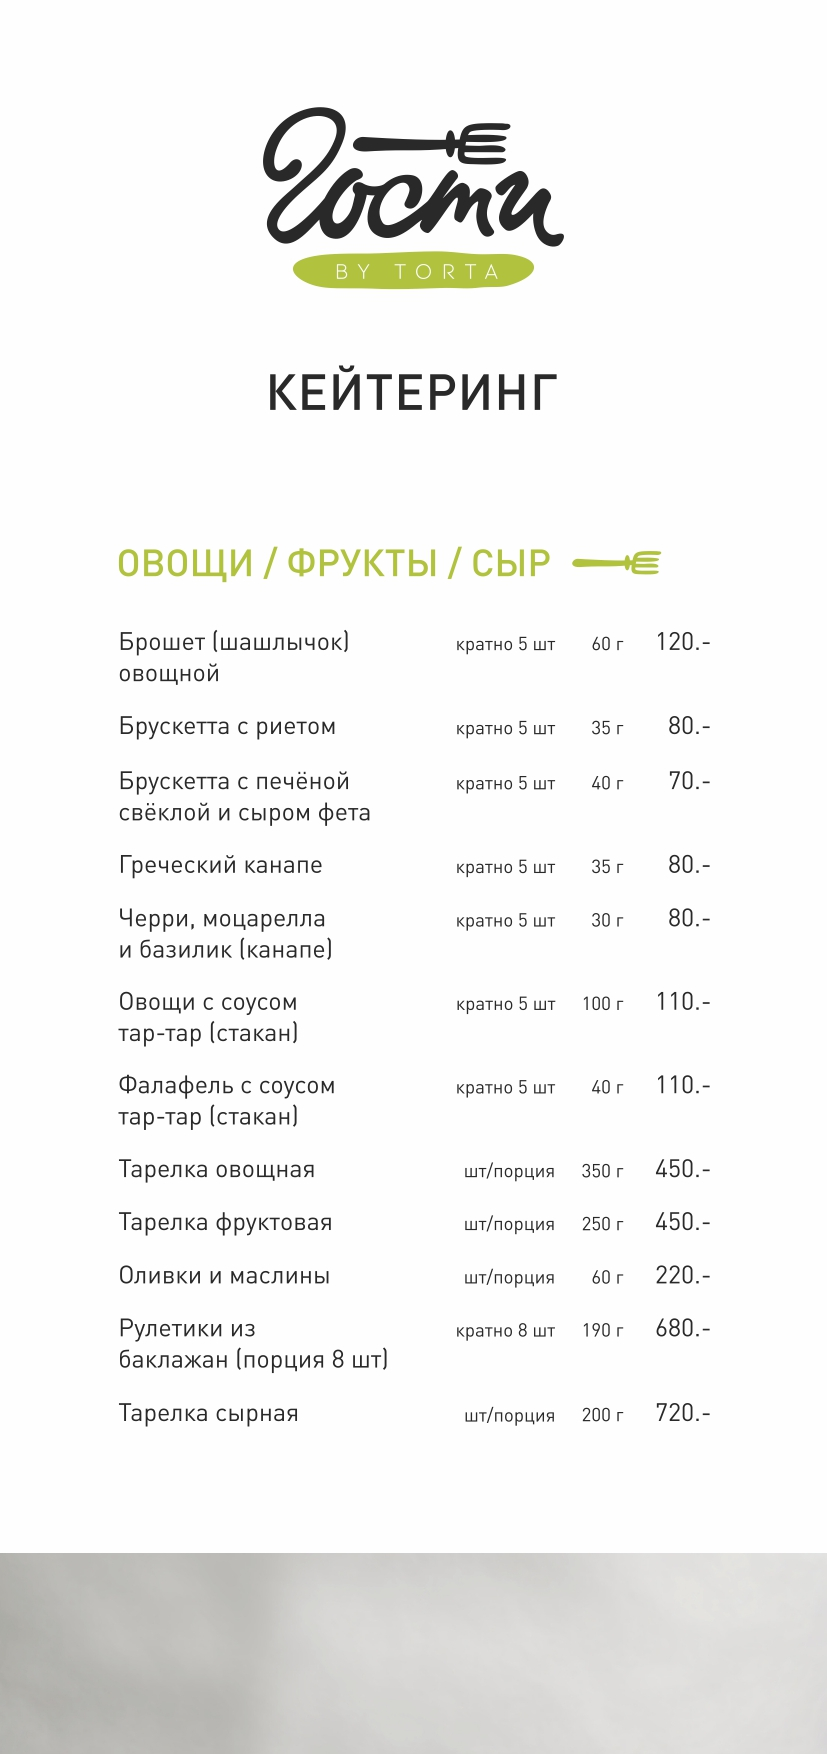 Гости
BY TORTA
КЕЙТЕРИНГ
ОВОЩИ / ФРУКТЫ / СЫР
Брошет (шашлычок) кратно 5 шт 60 г 120.-
овощной
Брускетта с риетом кратно 5 шт 35 г 80.-
Брускетта с печёной кратно 5 шт 40 г 70.-
свёклой и сыром фета
Греческий канапе кратно 5 шт 35 г 80.-
Черри, моцарелла кратно 5 шт 30 г 80.-
и базилик (канапе)
Овощи с соусом кратно 5 шт 100 г 110.-
тар-тар (стакан)
Фалафель с соусом кратно 5 шт 40 г 110.-
тар-тар (стакан)
Тарелка овощная шт/порция 350 г 450.-
Тарелка фруктовая шт/порция 250 г 450.-
Оливки и маслины шт/порция 60 г 220.-
Рулетики из кратно 8 шт 190 г 680.-
баклажан (порция 8 шт)
Тарелка сырная шт/порция 200 г 720.-